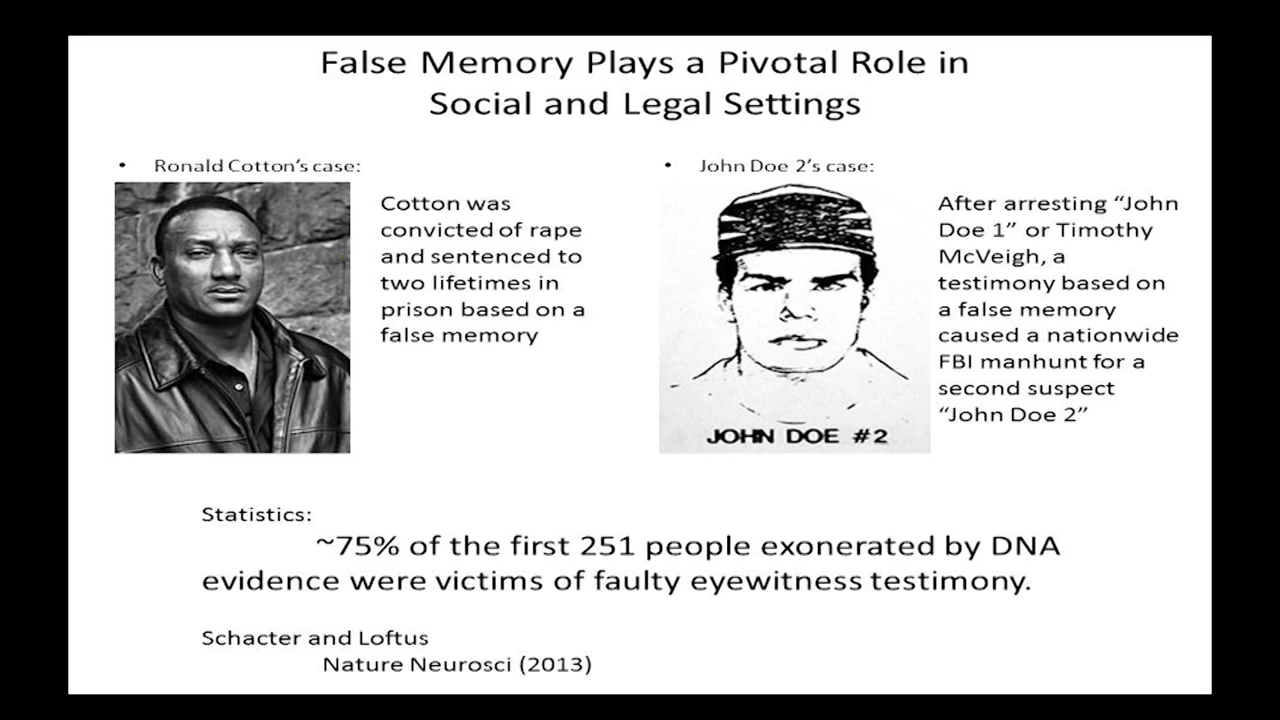 False Memory Plays a Pivotal Role in
Social and Legal Settings
• Ronald Cotton's case:
Cotton was
convicted of rape
and sentenced to
two lifetimes in
prison based on a
false memory
• John Doe 2's case:
JOHN DOE #2
After arresting “John
Doe 1” or Timothy
McVeigh, a
testimony based on
a false memory
caused a nationwide
FBI manhunt for a
second suspect
“John Doe 2”
Statistics:
~75% of the first 251 people exonerated by DNA
evidence were victims of faulty eyewitness testimony.
Schacter and Loftus
Nature Neurosci (2013)